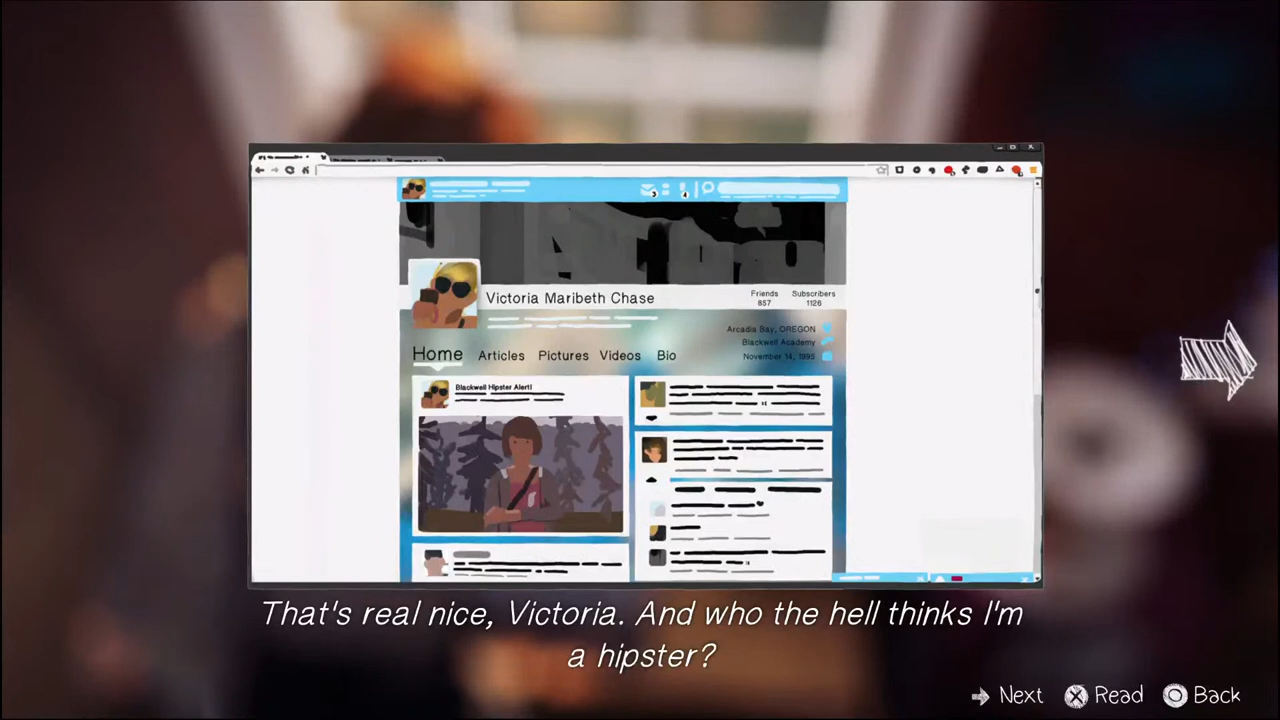 Victoria Maribeth Chase
Friends
857
Subscribers
1126
Arcadia Bay, OREGON
Blackwell Academy
November 14, 1995
Home
Articles
Pictures
Videos
Bio
Blackwell Hipster Alert!
That's real nice, Victoria. And who the hell thinks I'm
a hipster?
Next
Read
Back